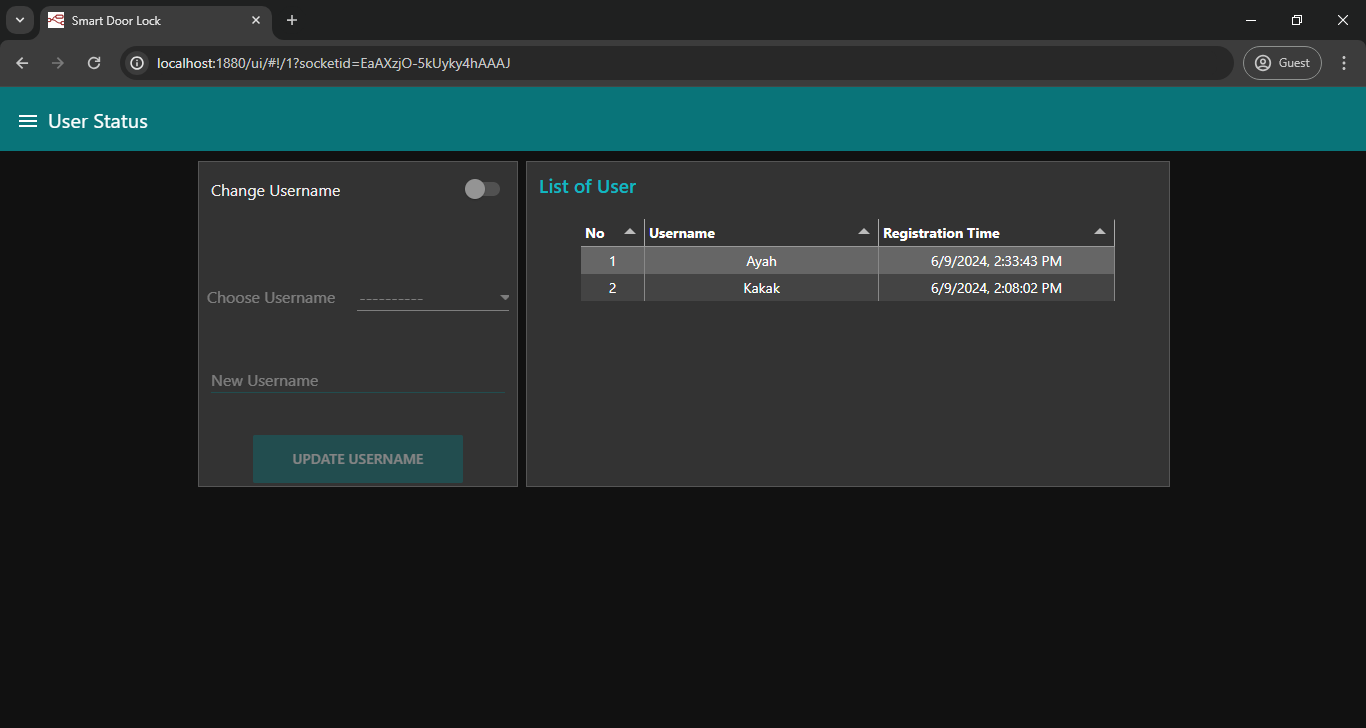 Smart Door Lock
localhost:1880/ui/#!/1?socketid=EaAXzjO-5kUyky4hAAAJ
Guest
User Status
Change Username
Choose Username ----------
New Username
UPDATE USERNAME
List of User
No Username Registration Time
1 Ayah 6/9/2024, 2:33:43 PM
2 Kakak 6/9/2024, 2:08:02 PM